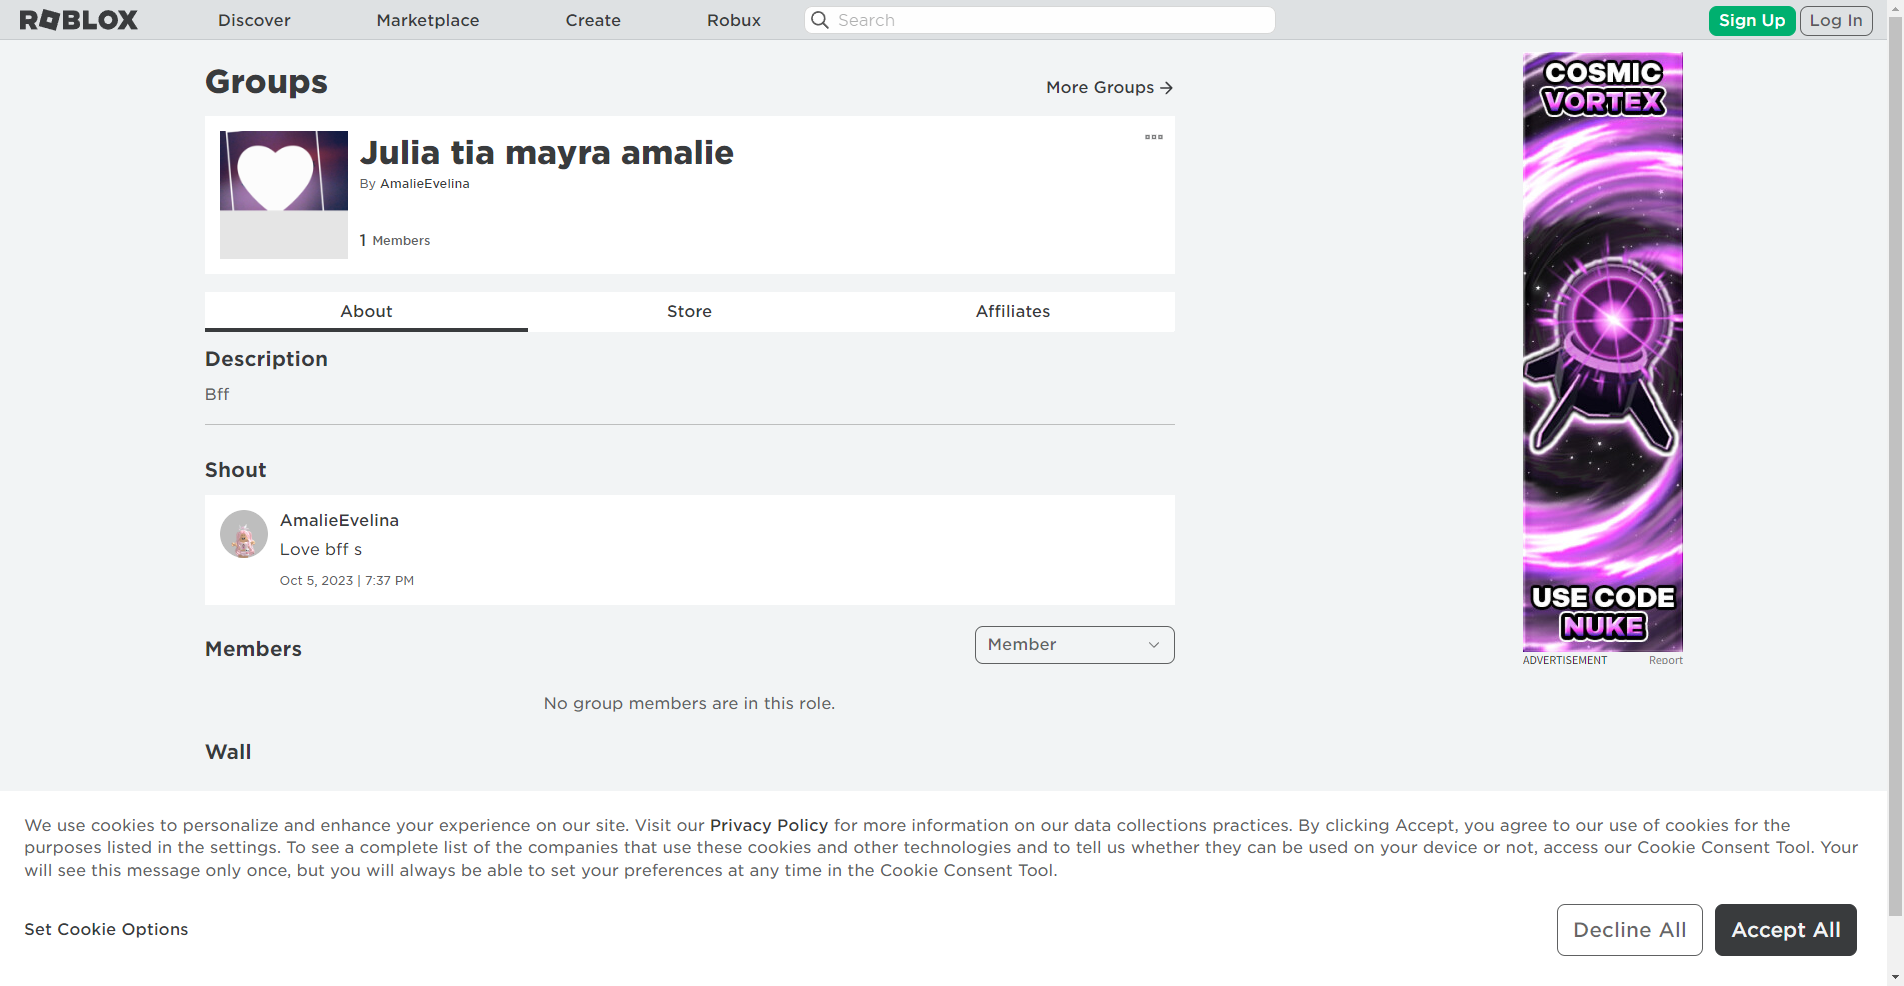 ROBLOX
Discover
Marketplace
Create
Robux
Search
Sign Up
Log In
Groups
More Groups
Julia tia mayra amalie
By AmalieEvelina
1 Members
About
Store
Affiliates
Description
Bff
Shout
AmalieEvelina
Love bff s
Oct 5, 2023 | 7:37 PM
Members
Member
No group members are in this role.
Wall
COSMIC
VORTEX
USE CODE
NUKE
ADVERTISEMENT
Report
We use cookies to personalize and enhance your experience on our site. Visit our Privacy Policy for more information on our data collections practices. By clicking Accept, you agree to our use of cookies for the
purposes listed in the settings. To see a complete list of the companies that use these cookies and other technologies and to tell us whether they can be used on your device or not, access our Cookie Consent Tool. Your
will see this message only once, but you will always be able to set your preferences at any time in the Cookie Consent Tool.
Set Cookie Options
Decline All
Accept All